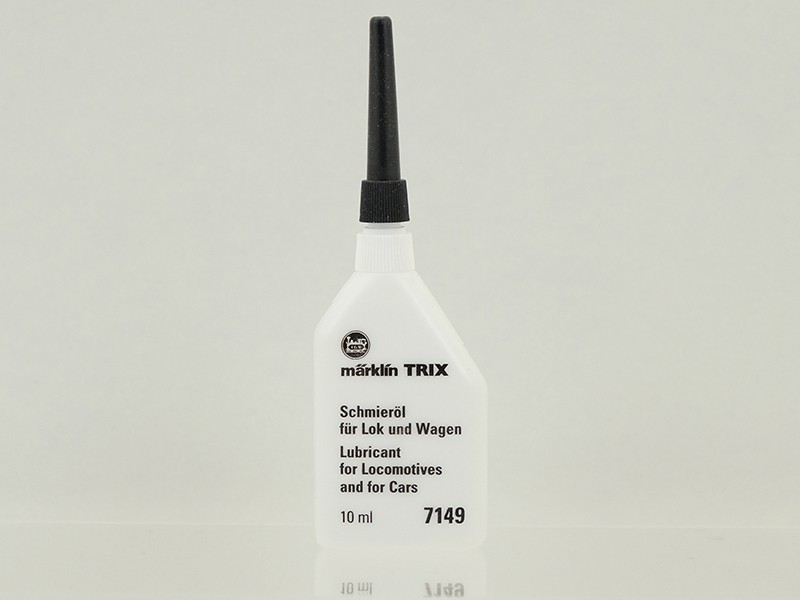 märklin TRIX
Schmieröl
für Lok und Wagen
Lubricant
for Locomotives
and for Cars
10 ml 7149